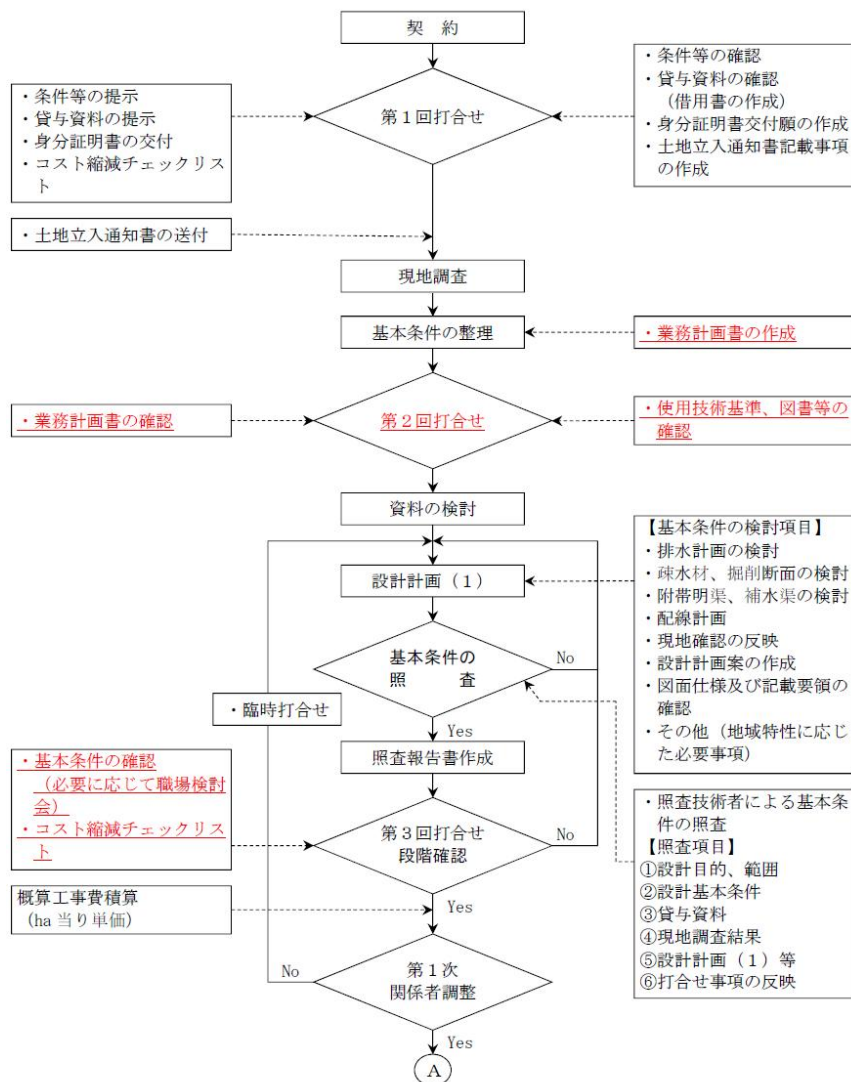 契　約
・条件等の提示
・貸与資料の提示
・身分証明書の交付
・コスト縮減チェックリス
ト
第１回打合せ
・条件等の確認
・貸与資料の確認
（借用書の作成）
・身分証明書交付願の作成
・土地立入通知書記載事項
の作成
・土地立入通知書の送付
現地調査
基本条件の整理
・業務計画書の作成
・業務計画書の確認
第２回打合せ
・使用技術基準、図書等の
確認
資料の検討
設計計画（１）
【基本条件の検討項目】
・排水計画の検討
・疎水材、掘削断面の検討
・附帯明渠、補水渠の検討
・配線計画
・現地確認の反映
・設計計画案の作成
・図面仕様及び記載要領の
確認
・その他（地域特性に応じ
た必要事項）
基本条件の
照　　査
No
Yes
・臨時打合せ
照査報告書作成
・基本条件の確認
（必要に応じて職場検討
会）
・コスト縮減チェックリス
ト
第３回打合せ
段階確認
No
Yes
・照査技術者による基本条
件の照査
【照査項目】
①設計目的、範囲
②設計基本条件
③貸与資料
④現地調査結果
⑤設計計画（１）等
⑥打合せ事項の反映
概算工事費積算
（ha 当り単価）
No
第１次
関係者調整
Yes
A